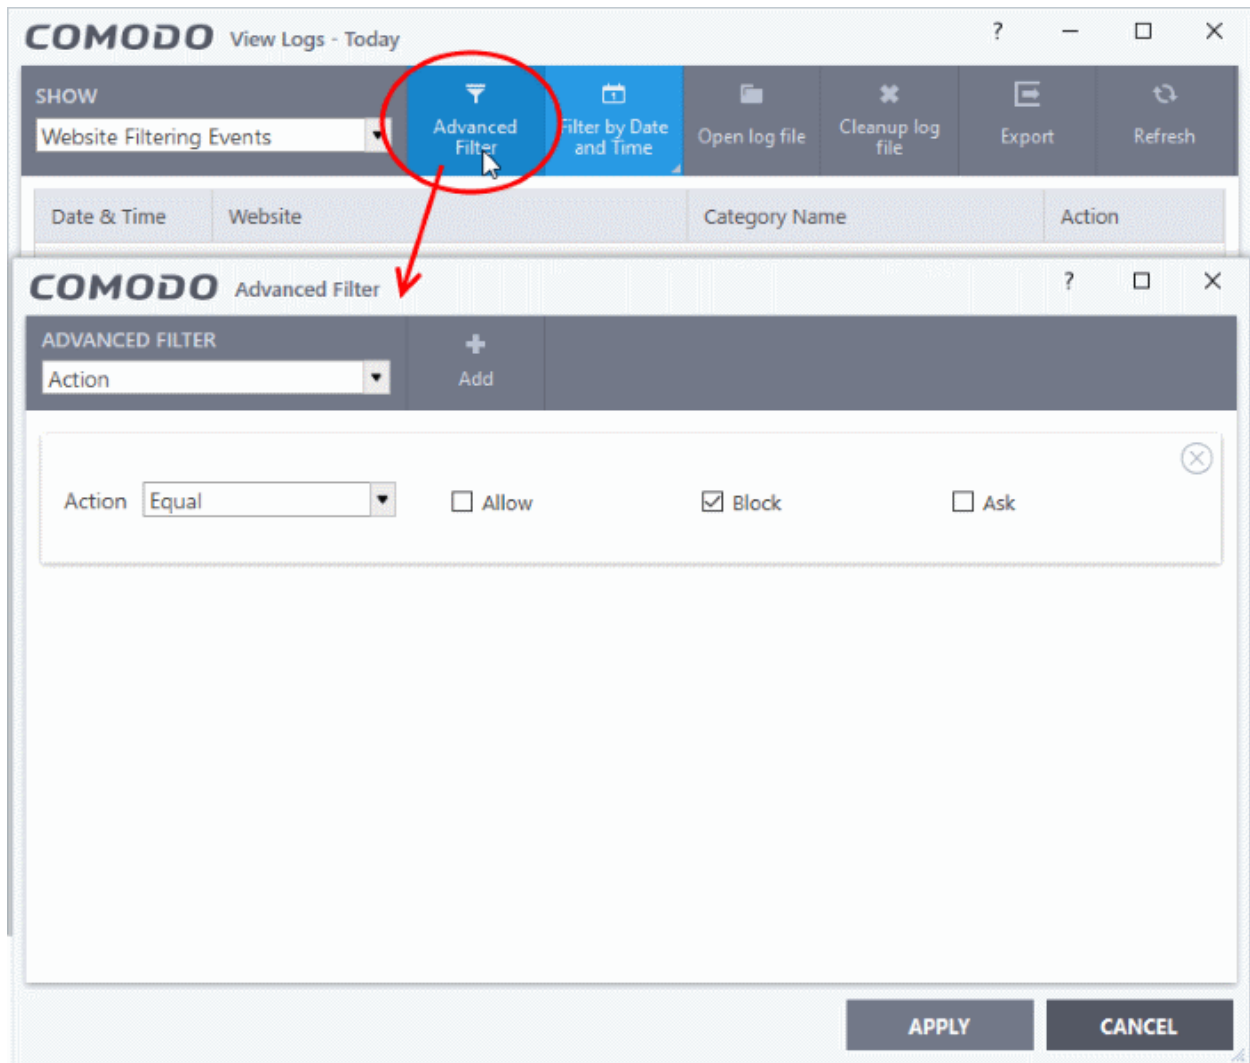 COMODO View Logs - Today
?
SHOW
Website Filtering Events
Advanced
Filter
Filter by Date
and Time
Open log file
Cleanup log
file
Export
Refresh
Date & Time Website Category Name Action
COMODO Advanced Filter
?
ADVANCED FILTER
Action
Add
Action Equal Allow Block Ask
APPLY CANCEL